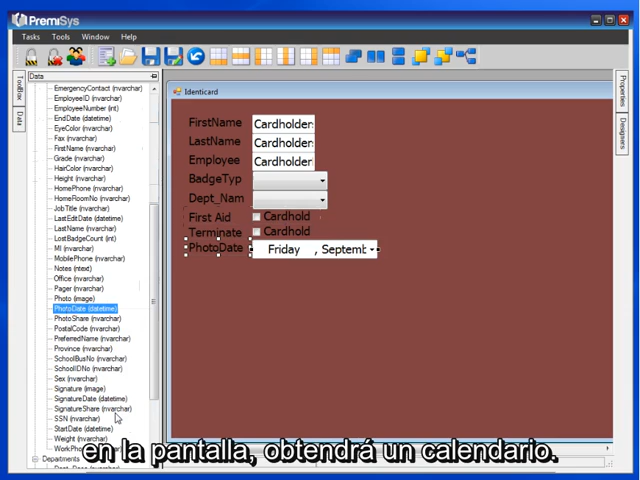 PremiSys
Tasks Tools Window Help
ToolBox
Data
Data
EmergencyContact (nvarchar)
EmployeeID (nvarchar)
EmployeeNumber (int)
EndDate (datetime)
EyeColor (nvarchar)
Fax (nvarchar)
FirstName (nvarchar)
Grade (nvarchar)
HairColor (nvarchar)
Height (nvarchar)
HomePhone (nvarchar)
HomeRoomNo (nvarchar)
JobTitle (nvarchar)
LastEditDate (datetime)
LastName (nvarchar)
LostBadgeCount (int)
MI (nvarchar)
MobilePhone (nvarchar)
Notes (ntext)
Office (nvarchar)
Pager (nvarchar)
Photo (image)
PhotoDate (datetime)
PhotoShare (nvarchar)
PostalCode (nvarchar)
PreferredName (nvarchar)
Province (nvarchar)
SchoolBusNo (nvarchar)
SchoolIDNo (nvarchar)
Sex (nvarchar)
Signature (image)
SignatureDate (datetime)
SignatureShare (nvarchar)
SSN (nvarchar)
StartDate (datetime)
Weight (nvarchar)
Departments
Identicard
FirstName Cardholder
LastName Cardholder
Employee Cardholder
BadgeTyp
Dept_Nam
First Aid Cardhold
Terminate Cardhold
PhotoDate Friday , Septemb
Properties
Designers
en la pantalla, obtendrá un calendario.